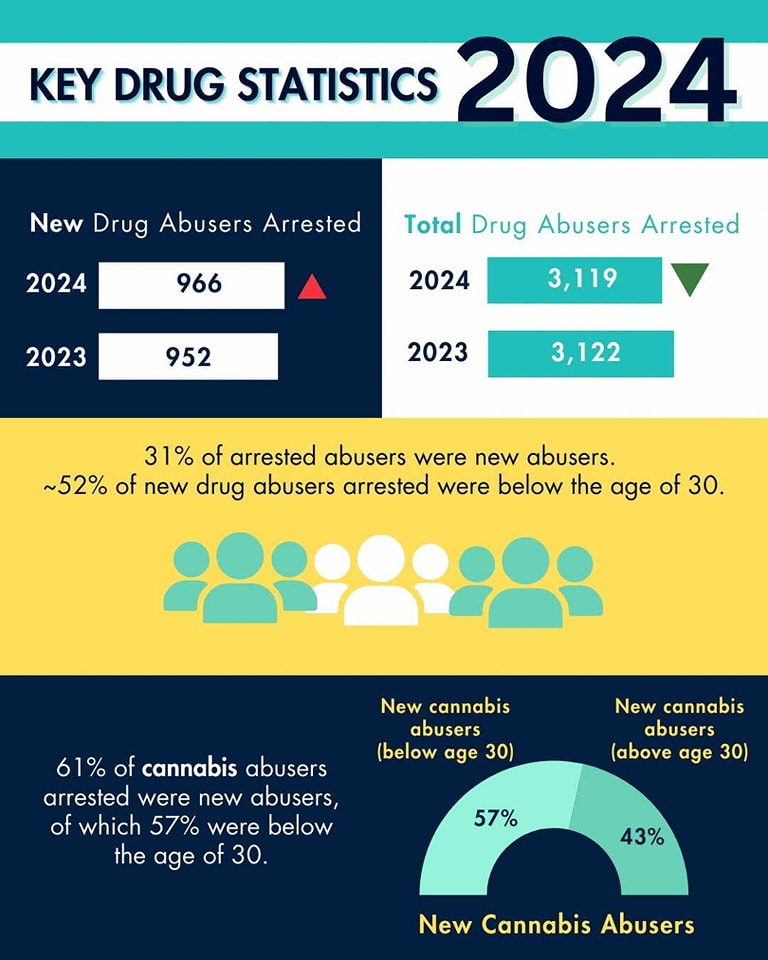 KEY DRUG STATISTICS 2024
New Drug Abusers Arrested
2024 966
2023 952
Total Drug Abusers Arrested
2024 3,119
2023 3,122
31% of arrested abusers were new abusers.
~52% of new drug abusers arrested were below the age of 30.
61% of cannabis abusers
arrested were new abusers,
of which 57% were below
the age of 30.
New cannabis
abusers
(below age 30)
New cannabis
abusers
(above age 30)
57%
43%
New Cannabis Abusers